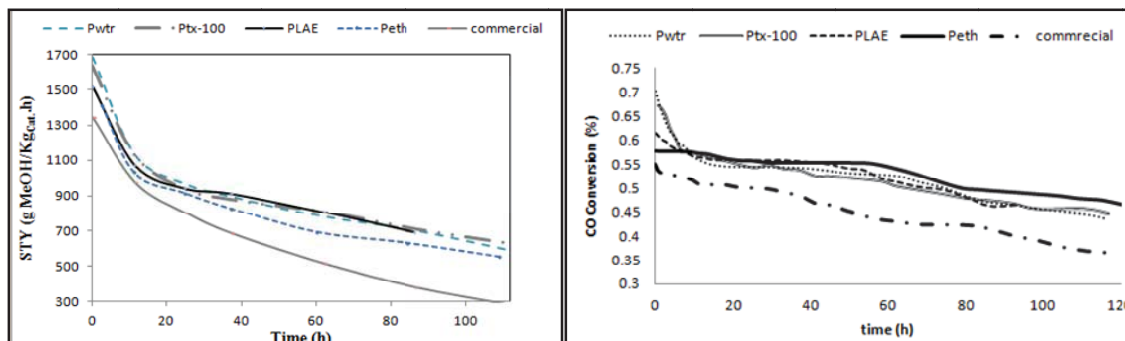 Pwtr Ptx-100 PLAE Peth commercial
STY (g MeOH/KgCat.h)
1700
1500
1300
1100
900
700
500
300
0 20 40 60 80 100
Time (h)
Pwtr Ptx-100 PLAE Peth commrecial
CO Conversion (%)
0.75
0.7
0.65
0.6
0.55
0.5
0.45
0.4
0.35
0.3
0 20 40 60 80 100 120
time (h)